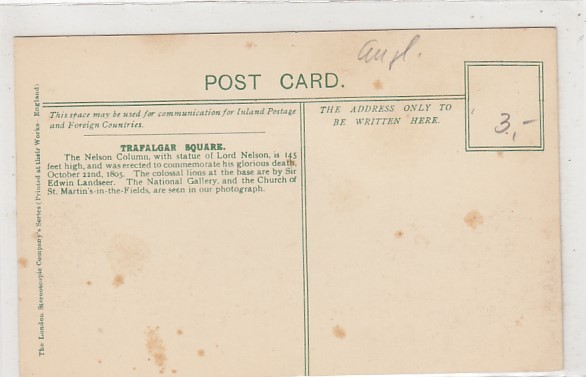 angl.
POST CARD.
This space may be used for communication for Inland Postage
and Foreign Countries.
THE ADDRESS ONLY TO
BE WRITTEN HERE.
3,-
TRAFALGAR SQUARE.
The Nelson Column, with statue of Lord Nelson, is 145
feet high, and was erected to commemorate his glorious death,
October 22nd, 1805. The colossal lions at the base are by Sir
Edwin Landseer. The National Gallery, and the Church of
St. Martin's-in-the-Fields, are seen in our photograph.
The London Stereoscopic Company's Series (Printed at their Works—England)